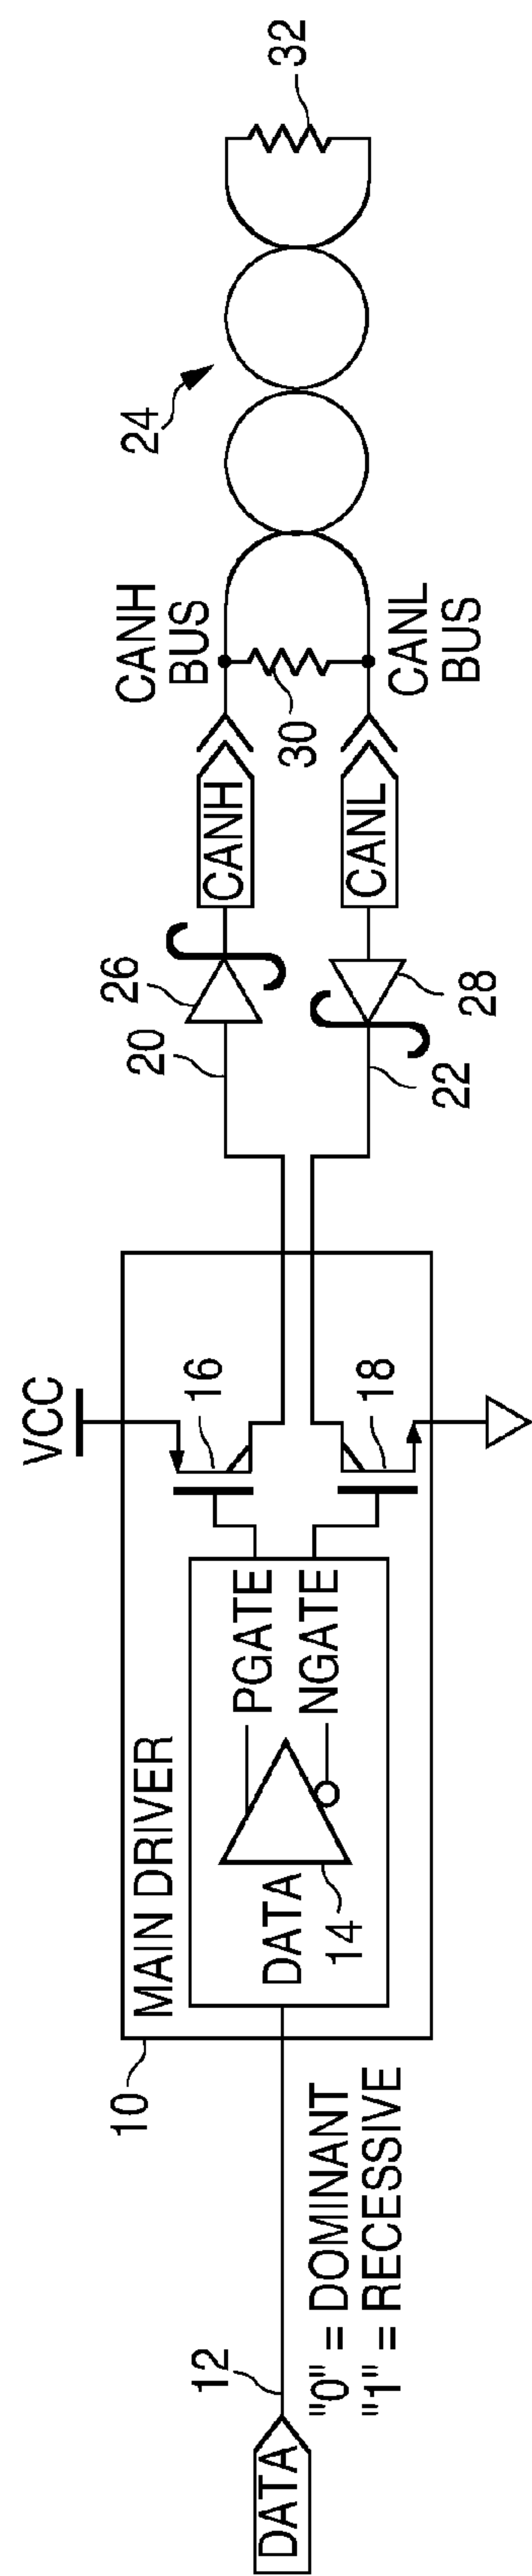 DATA
12
"0" = DOMINANT
"1" = RECESSIVE
10
MAIN DRIVER
DATA
14
PGATE
NGATE
VCC
16
18
20
22
26
28
CANH
CANL
CANH
BUS
CANL
BUS
30
24
32